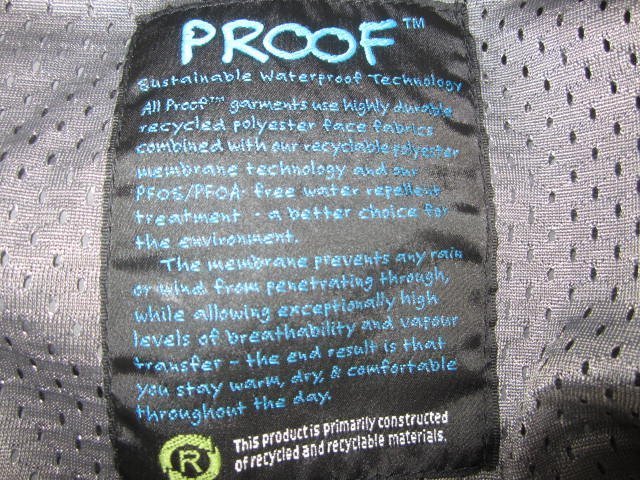 PROOF™
Sustainable Waterproof Technology
All Proof™ garments use highly durable
recycled polyester face fabrics
combined with our recyclable polyester
membrane technology and our
PFOS/PFOA- free water repellent
treatment - a better choice for
the environment.
The membrane prevents any rain
or wind from penetrating through,
while allowing exceptionally high
levels of breathability and vapour
transfer - the end result is that
you stay warm, dry, & comfortable
throughout the day.
R
This product is primarily constructed
of recycled and recyclable materials.